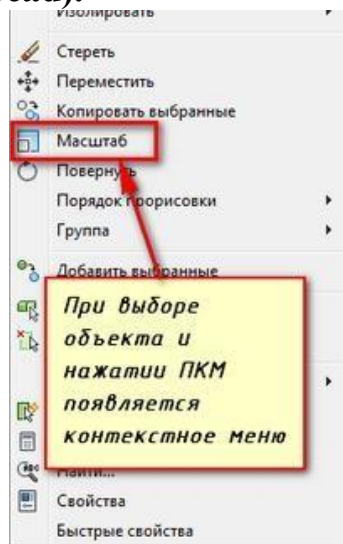 Изолировать
Стереть
Переместить
Копировать выбранные
Масштаб
Повернуть
Порядок прорисовки
Группа
Добавить выбранные
При выборе
объекта и
нажатии ПКМ
появляется
контекстное меню
Найти...
Свойства
Быстрые свойства